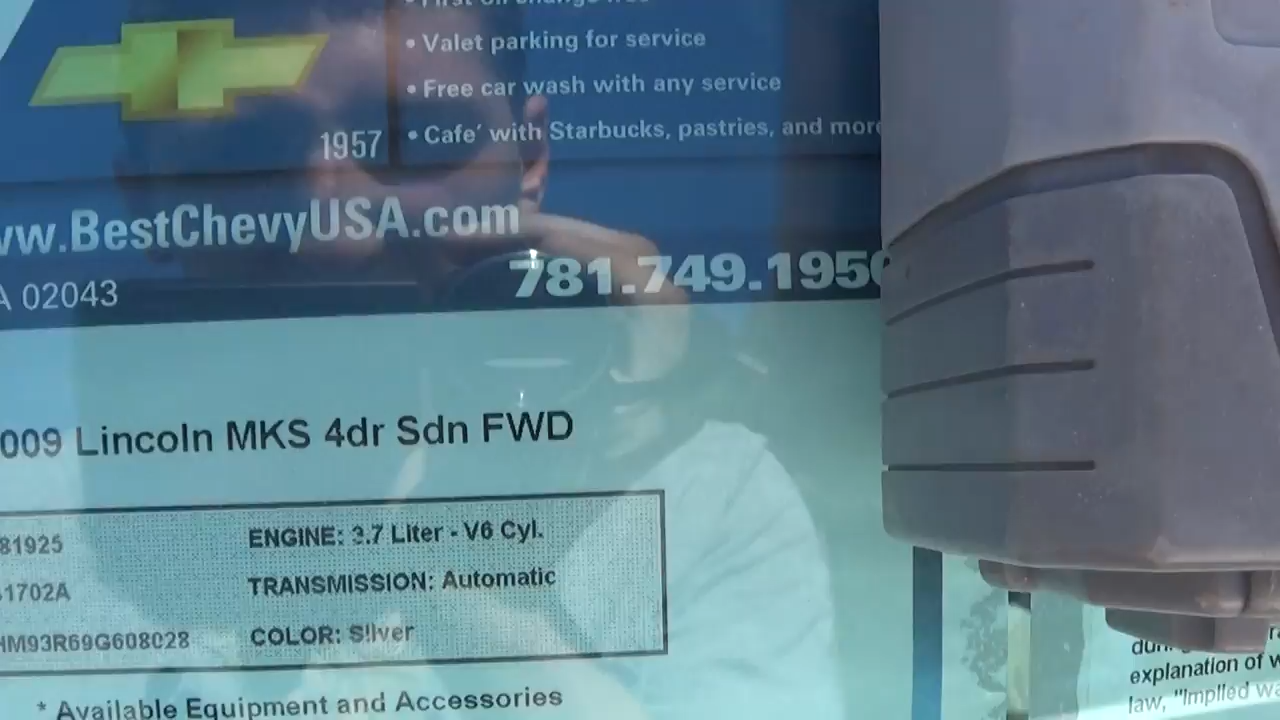 • Valet parking for service
• Free car wash with any service
1957
• Cafe' with Starbucks, pastries, and more
www.BestChevyUSA.com
A 02043
781.749.195
009 Lincoln MKS 4dr Sdn FWD
81925
ENGINE: 3.7 Liter - V6 Cyl.
1702A
TRANSMISSION: Automatic
HM93R69G608028
COLOR: Silver
* Available Equipment and Accessories
explanation of w
law, "Implied wa